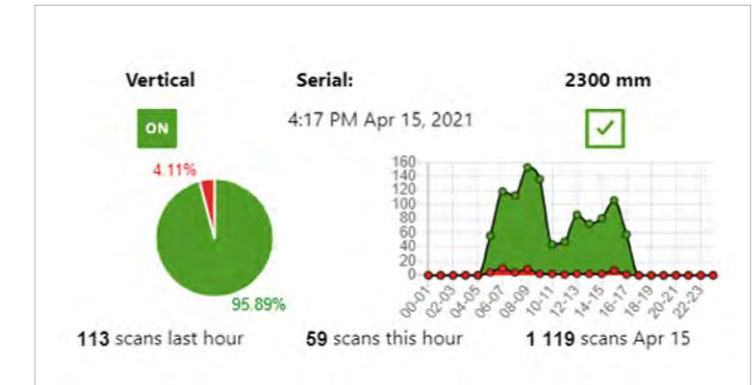 Vertical Serial: 2300 mm
ON 4:17 PM Apr 15, 2021
4.11%
95.89%
160
140
120
100
80
60
40
20
0
00-01 02-03 04-05 06-07 08-09 10-11 12-13 14-15 16-17 18-19 20-21 22-23
113 scans last hour 59 scans this hour 1 119 scans Apr 15